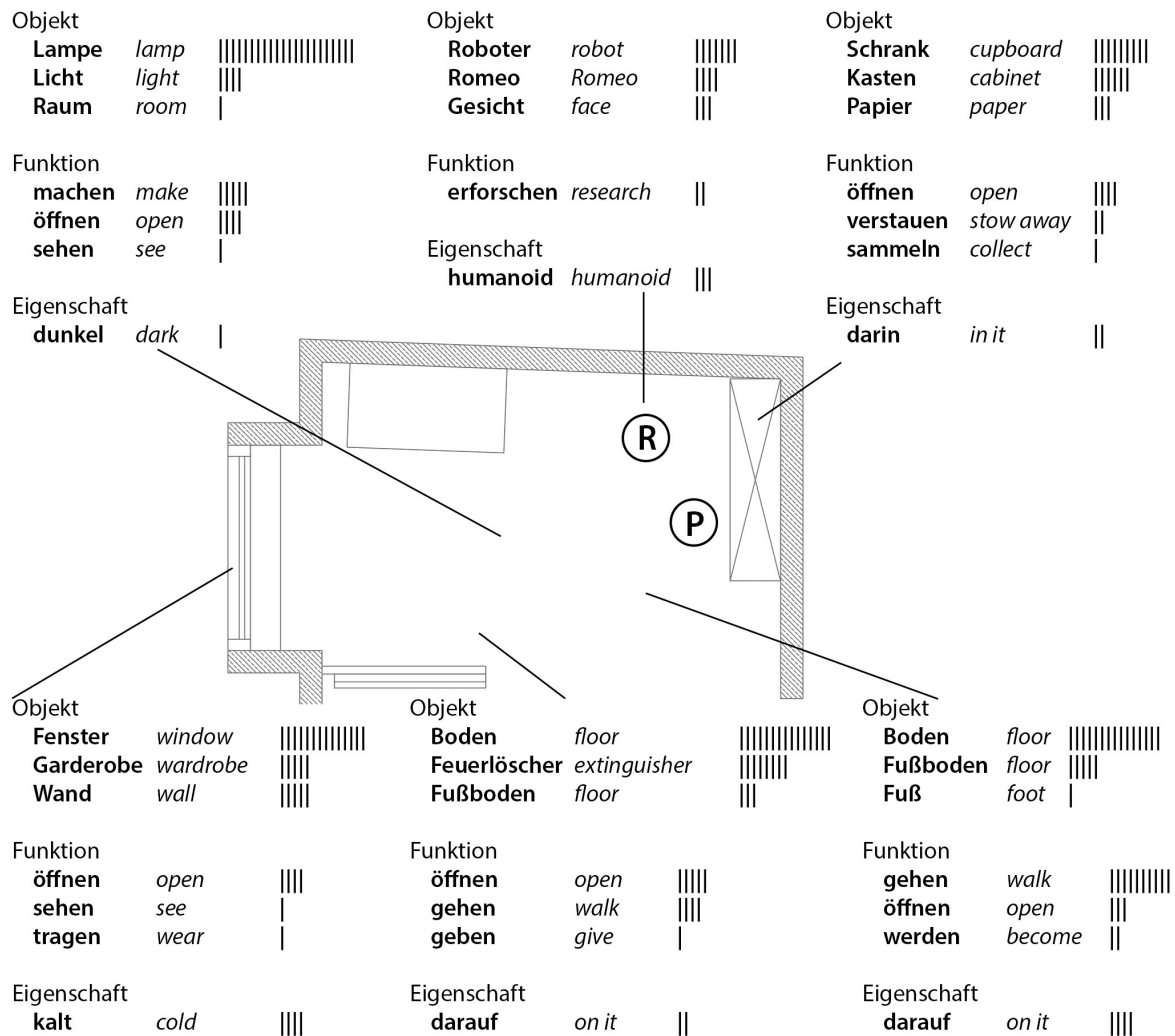 Objekt
Lampe lamp
Licht light
Raum room
Funktion
machen make
öffnen open
sehen see
Eigenschaft
dunkel dark
Objekt
Roboter robot
Romeo Romeo
Gesicht face
Funktion
erforschen research
Eigenschaft
humanoid humanoid
Objekt
Schrank cupboard
Kasten cabinet
Papier paper
Funktion
öffnen open
verstauen stow away
sammeln collect
Eigenschaft
darin in it
R
P
Objekt
Fenster window
Garderobe wardrobe
Wand wall
Funktion
öffnen open
sehen see
tragen wear
Eigenschaft
kalt cold
Objekt
Boden floor
Feuerlöscher extinguisher
Fußboden floor
Funktion
öffnen open
gehen walk
geben give
Eigenschaft
darauf on it
Objekt
Boden floor
Fußboden floor
Fuß foot
Funktion
gehen walk
öffnen open
werden become
Eigenschaft
darauf on it